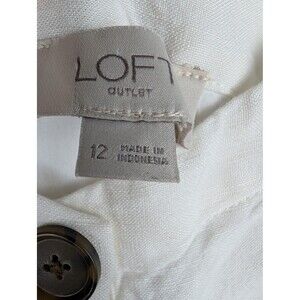 LOFT
OUTLET
12
MADE IN
INDONESIA